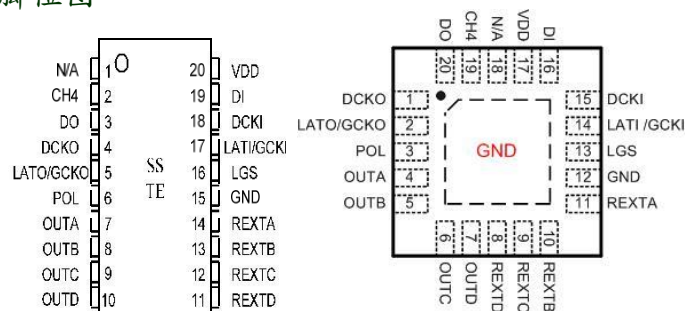 腳位圖
N/A 1 20 VDD
CH4 2 19 DI
DO 3 18 DCKI
DCKO 4 17 LATI/GCKI
LATO/GCKO 5 16 LGS
POL 6 15 GND
OUTA 7 14 REXTA
OUTB 8 13 REXTB
OUTC 9 12 REXTC
OUTD 10 11 REXTD
SS
TE
DO CH4 N/A VDD DI
20 19 18 17 16
DCKO 1 15 DCKI
LATO/GCKO 2 14 LATI /GCKI
POL 3 GND 13 LGS
OUTA 4 12 GND
OUTB 5 11 REXTA
6 7 8 9 10
OUTC OUTD REXTD REXTC REXTB